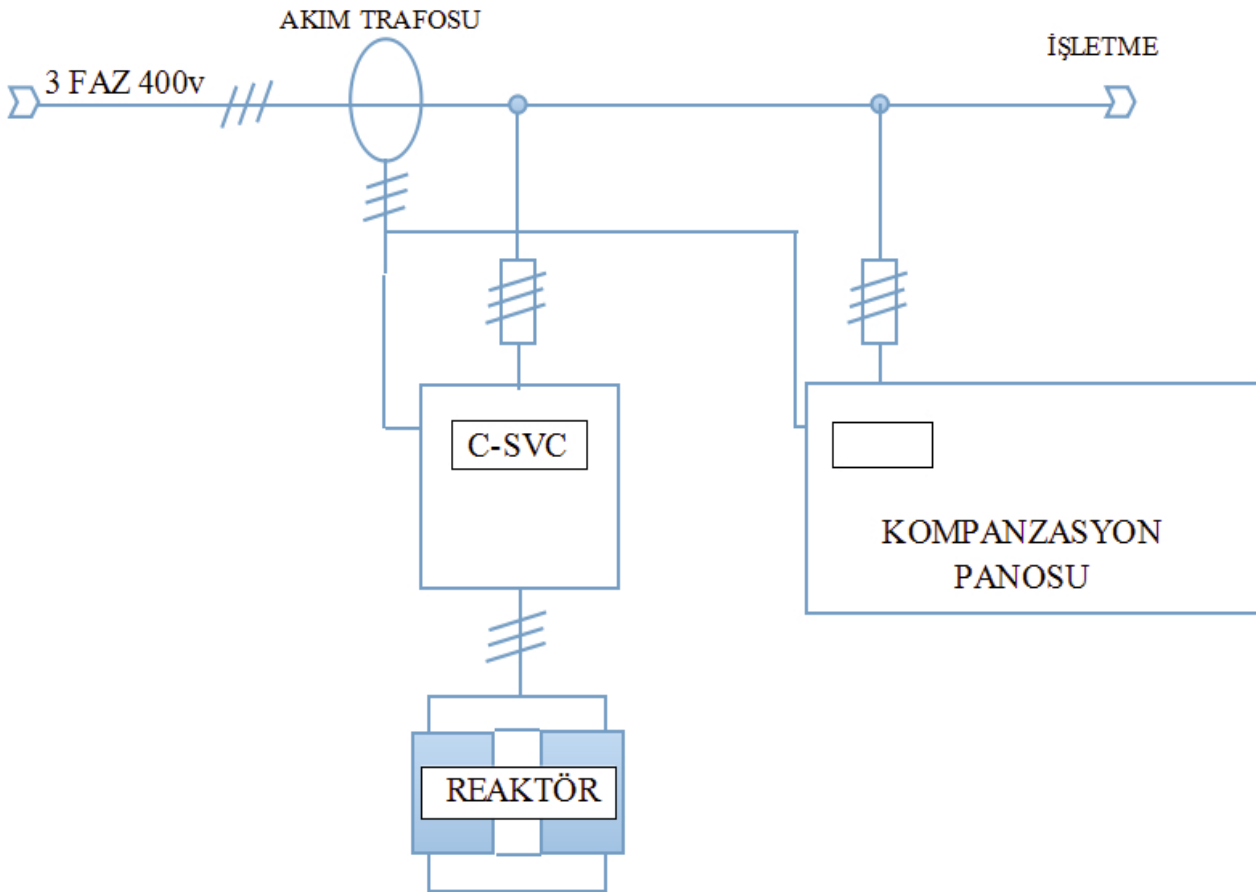 AKIM TRAFOSU
İŞLETME
3 FAZ 400v
C-SVC
KOMPANZASYON
PANOSU
REAKTÖR